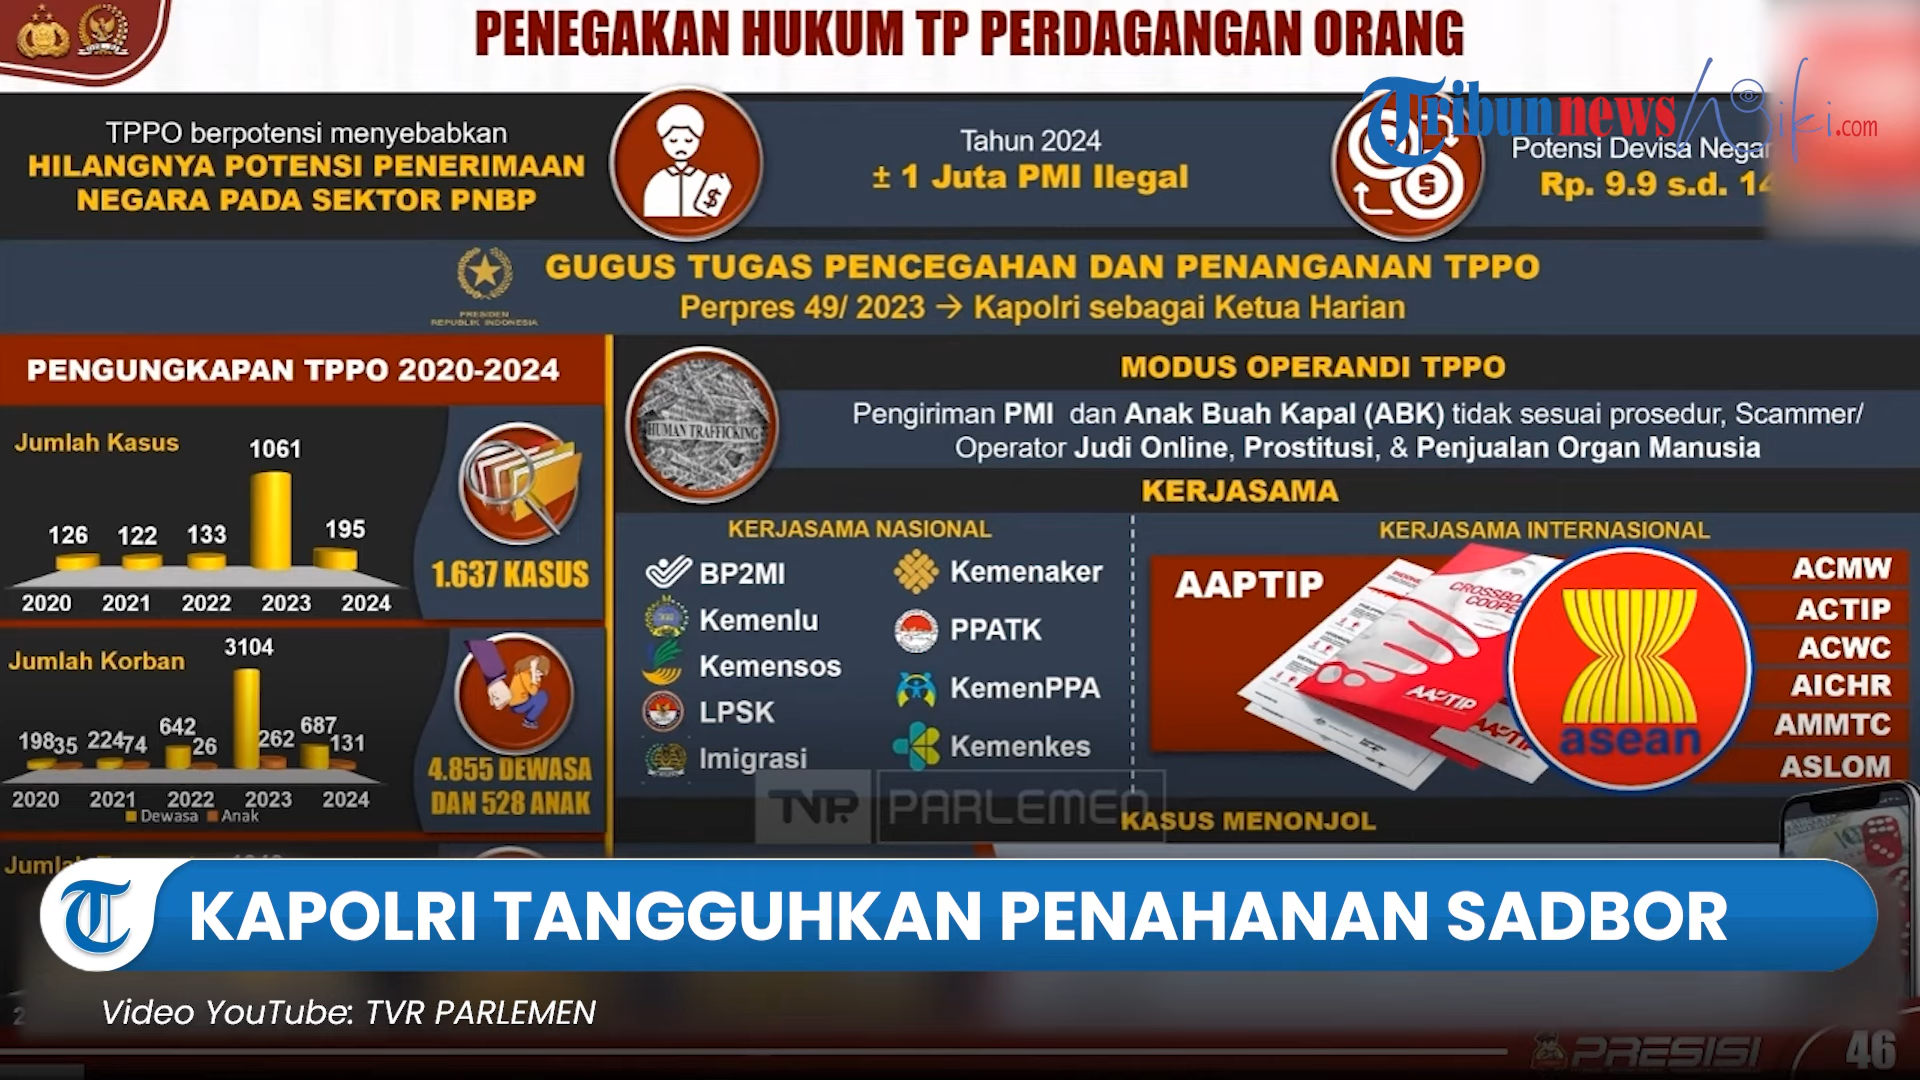 PENEGAKAN HUKUM TP PERDAGANGAN ORANG
Tribunnews
wiki.com
TPPO berpotensi menyebabkan
HILANGNYA POTENSI PENERIMAAN
NEGARA PADA SEKTOR PNBP
Tahun 2024
± 1 Juta PMI Ilegal
Potensi Devisa Negar
Rp. 9.9 s.d. 14
PRESIDEN
REPUBLIK INDONESIA
GUGUS TUGAS PENCEGAHAN DAN PENANGANAN TPPO
Perpres 49/ 2023 → Kapolri sebagai Ketua Harian
PENGUNGKAPAN TPPO 2020-2024
Jumlah Kasus
126 122 133 1061 195
2020 2021 2022 2023 2024
1.637 KASUS
Jumlah Korban
198 35 224 74 642 26 3104 262 687 131
2020 2021 2022 2023 2024
Dewasa Anak
4.855 DEWASA
DAN 528 ANAK
HUMAN TRAFFICKING
MODUS OPERANDI TPPO
Pengiriman PMI dan Anak Buah Kapal (ABK) tidak sesuai prosedur, Scammer/
Operator Judi Online, Prostitusi, & Penjualan Organ Manusia
KERJASAMA
KERJASAMA NASIONAL
BP2MI
Kemenlu
Kemensos
LPSK
Imigrasi
Kemenaker
PPATK
KemenPPA
Kemenkes
KERJASAMA INTERNASIONAL
AAPTIP
AAPTIP
asean
ACMW
ACTIP
ACWC
AICHR
AMMTC
ASLOM
TVR PARLEMEN
KASUS MENONJOL
KAPOLRI TANGGUHKAN PENAHANAN SADBOR
Video YouTube: TVR PARLEMEN
PRESISI
46